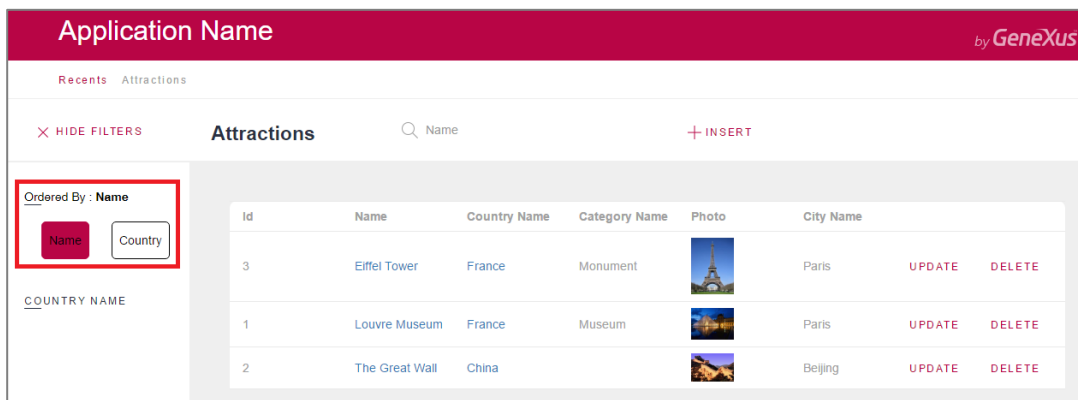 Application Name
by GeneXus
Recents Attractions
HIDE FILTERS
Attractions
Name
INSERT
Ordered By : Name
Name Country
COUNTRY NAME
Id Name Country Name Category Name Photo City Name
3 Eiffel Tower France Monument Paris UPDATE DELETE
1 Louvre Museum France Museum Paris UPDATE DELETE
2 The Great Wall China Beijing UPDATE DELETE